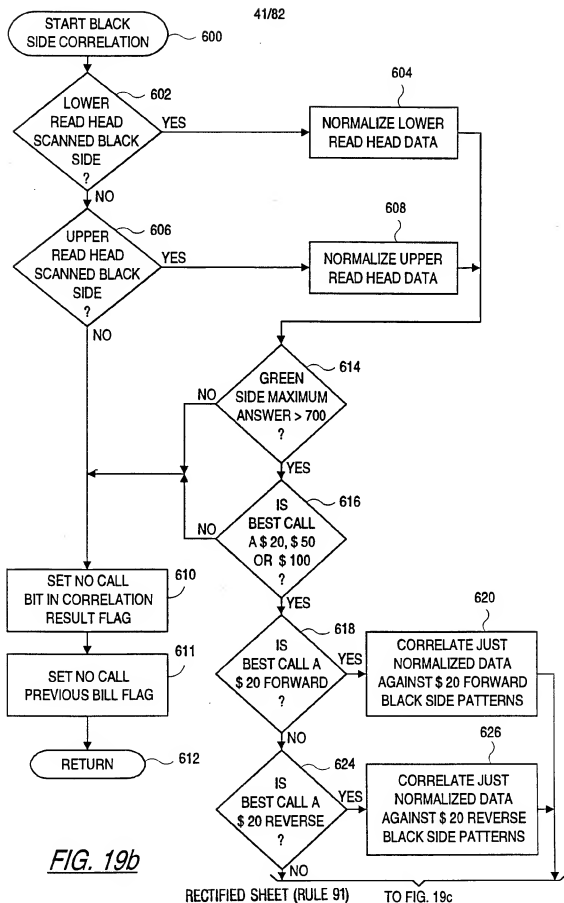 41/82
START BLACK
SIDE CORRELATION
600
LOWER
READ HEAD
SCANNED BLACK
SIDE
?
602
YES
NO
604
NORMALIZE LOWER
READ HEAD DATA
UPPER
READ HEAD
SCANNED BLACK
SIDE
?
606
YES
NO
608
NORMALIZE UPPER
READ HEAD DATA
GREEN
SIDE MAXIMUM
ANSWER > 700
?
614
NO
YES
IS
BEST CALL
A $ 20, $ 50
OR $ 100
?
616
NO
YES
SET NO CALL
BIT IN CORRELATION
RESULT FLAG
610
SET NO CALL
PREVIOUS BILL FLAG
611
RETURN
612
IS
BEST CALL A
$ 20 FORWARD
?
618
YES
NO
620
CORRELATE JUST
NORMALIZED DATA
AGAINST $ 20 FORWARD
BLACK SIDE PATTERNS
624
IS
BEST CALL A
$ 20 REVERSE
?
YES
NO
626
CORRELATE JUST
NORMALIZED DATA
AGAINST $ 20 REVERSE
BLACK SIDE PATTERNS
FIG. 19b
RECTIFIED SHEET (RULE 91)
TO FIG. 19c